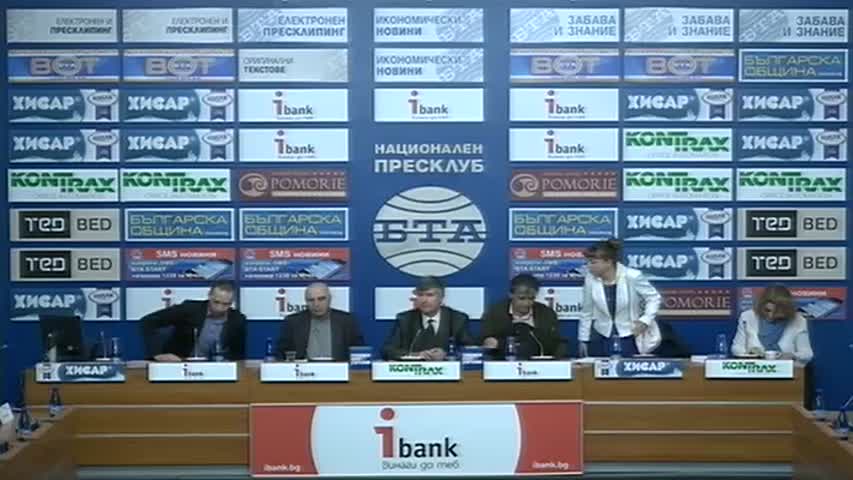 ЕЛЕКТРОНЕН ПРЕСКЛИПИНГ
ЕЛЕКТРОНЕН ПРЕСКЛИПИНГ
ЕЛЕКТРОНЕН ПРЕСКЛИПИНГ
ИКОНОМИЧЕСКИ НОВИНИ
ЗАБАВА И ЗНАНИЕ
ЗАБАВА И ЗНАНИЕ
ЗАБАВА И ЗНАНИЕ
ВОТ
ВОТ
ОРИГИНАЛНИ ТЕКСТОВЕ
ИКОНОМИЧЕСКИ НОВИНИ
ВОТ
ВОТ
БЪЛГАРСКА ОБЩИНА
ХИСАР
ХИСАР
ibank
ibank
ibank
ХИСАР
ХИСАР
ХИСАР
ХИСАР
ibank
НАЦИОНАЛЕН ПРЕСКЛУБ
ibank
KONTRAX
ХИСАР
KONTRAX
KONTRAX
POMORIE
POMORIE
KONTRAX
KONTRAX
TED BED
БЪЛГАРСКА ОБЩИНА
БЪЛГАРСКА ОБЩИНА
БТА
БЪЛГАРСКА ОБЩИНА
ХИСАР
TED BED
TED BED
SMS НОВИНИ
SMS НОВИНИ
ХИСАР
TED BED
ХИСАР
POMORIE
ХИСАР
ibank
ibank
KONTRAX
ibank
ХИСАР
KONTRAX
ibank
винаги до теб
ibank.bg
ibank.bg